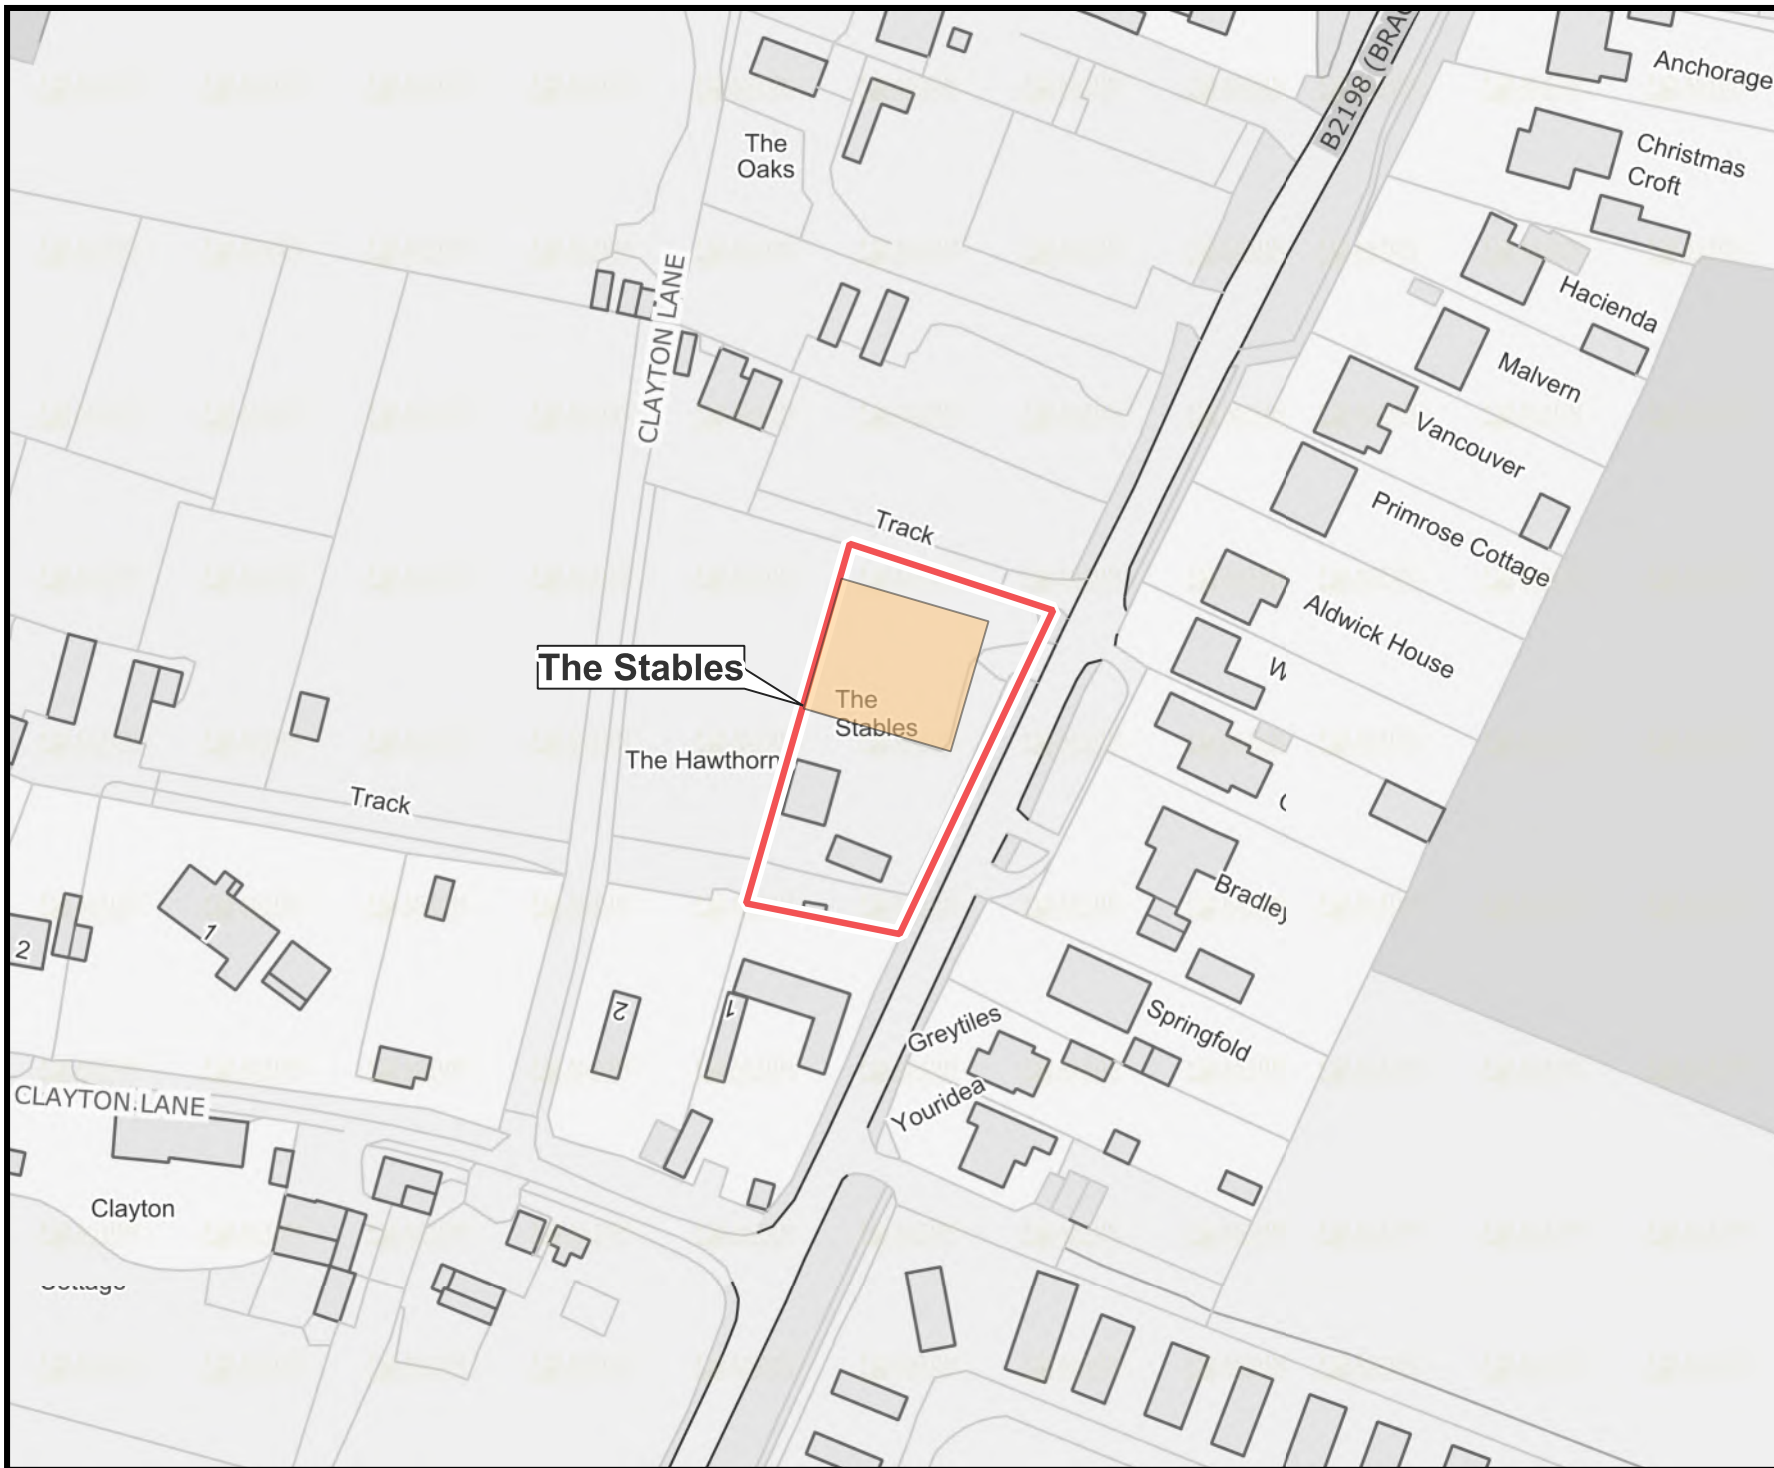 B2198 (BRAC
Anchorage
Christmas
Croft
The
Oaks
Hacienda
CLAYTON LANE
Malvern
Vancouver
Primrose Cottage
Track
Aldwick House
The Stables
W
The
Stables
The Hawthorn
Track
Bradley
1
2
2
1
Springfold
Greytiles
Youridea
CLAYTON LANE
Clayton